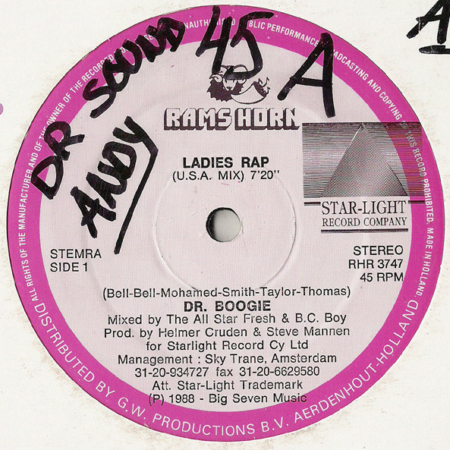 DR SOUND 45 A
ANDY
A
RAMS HORN
LADIES RAP
(U.S.A. MIX) 7'20"
STAR-LIGHT
RECORD COMPANY
STEMRA
SIDE 1
STEREO
RHR 3747
45 RPM
(Bell-Bell-Mohamed-Smith-Taylor-Thomas)
DR. BOOGIE
Mixed by The All Star Fresh & B.C. Boy
Prod. by Helmer Cruden & Steve Mannen
for Starlight Record Cy Ltd
Management : Sky Trane, Amsterdam
31-20-934727 fax 31-20-6629580
Att. Star-Light Trademark
(P) 1988 - Big Seven Music
ALL RIGHTS OF THE MANUFACTURER AND OF THE OWNER OF THE RECORDED
UNAUTHORIZED PUBLIC PERFORMANCE BROADCASTING AND COPYING
THIS RECORD PROHIBITED. MADE IN HOLLAND
DISTRIBUTED BY G.W. PRODUCTIONS B.V. AERDENHOUT-HOLLAND